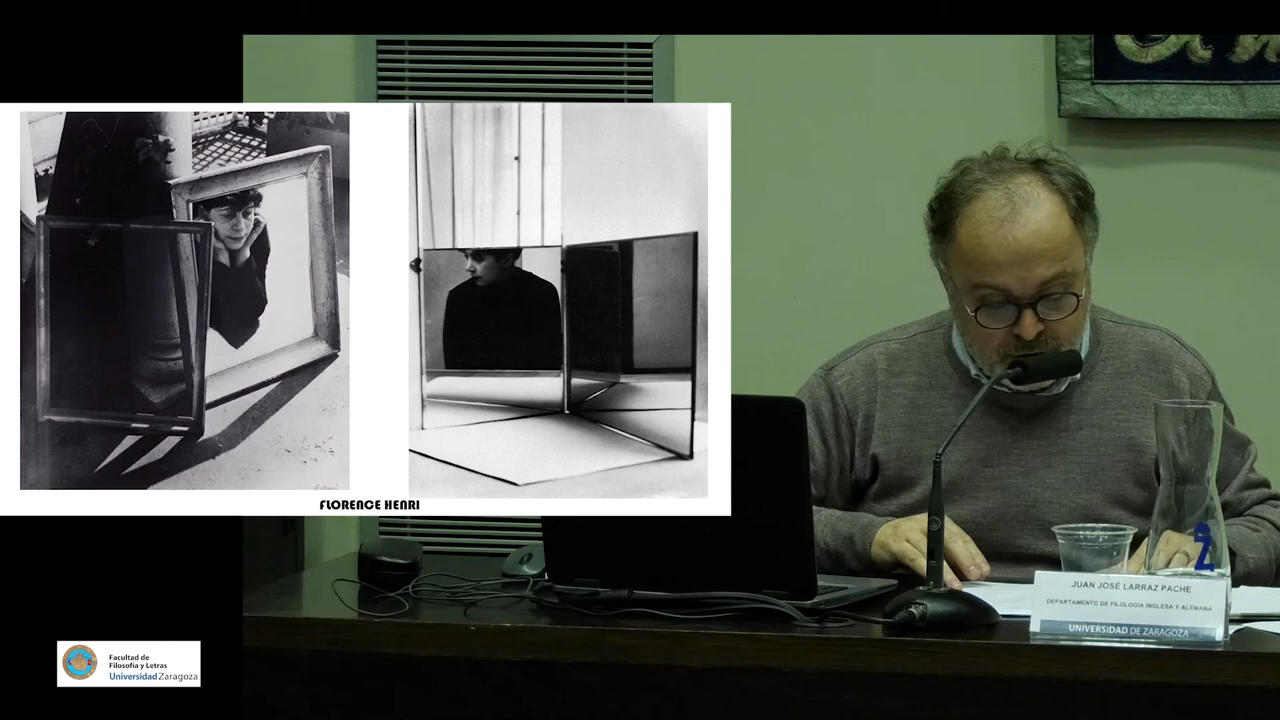 FLORENCE HENRI
JUAN JOSÉ LARRAZ PACHE
DEPARTAMENTO DE FILOLOGÍA INGLESA Y ALEMANA
UNIVERSIDAD DE ZARAGOZA
Facultad de
Filosofía y Letras
Universidad Zaragoza